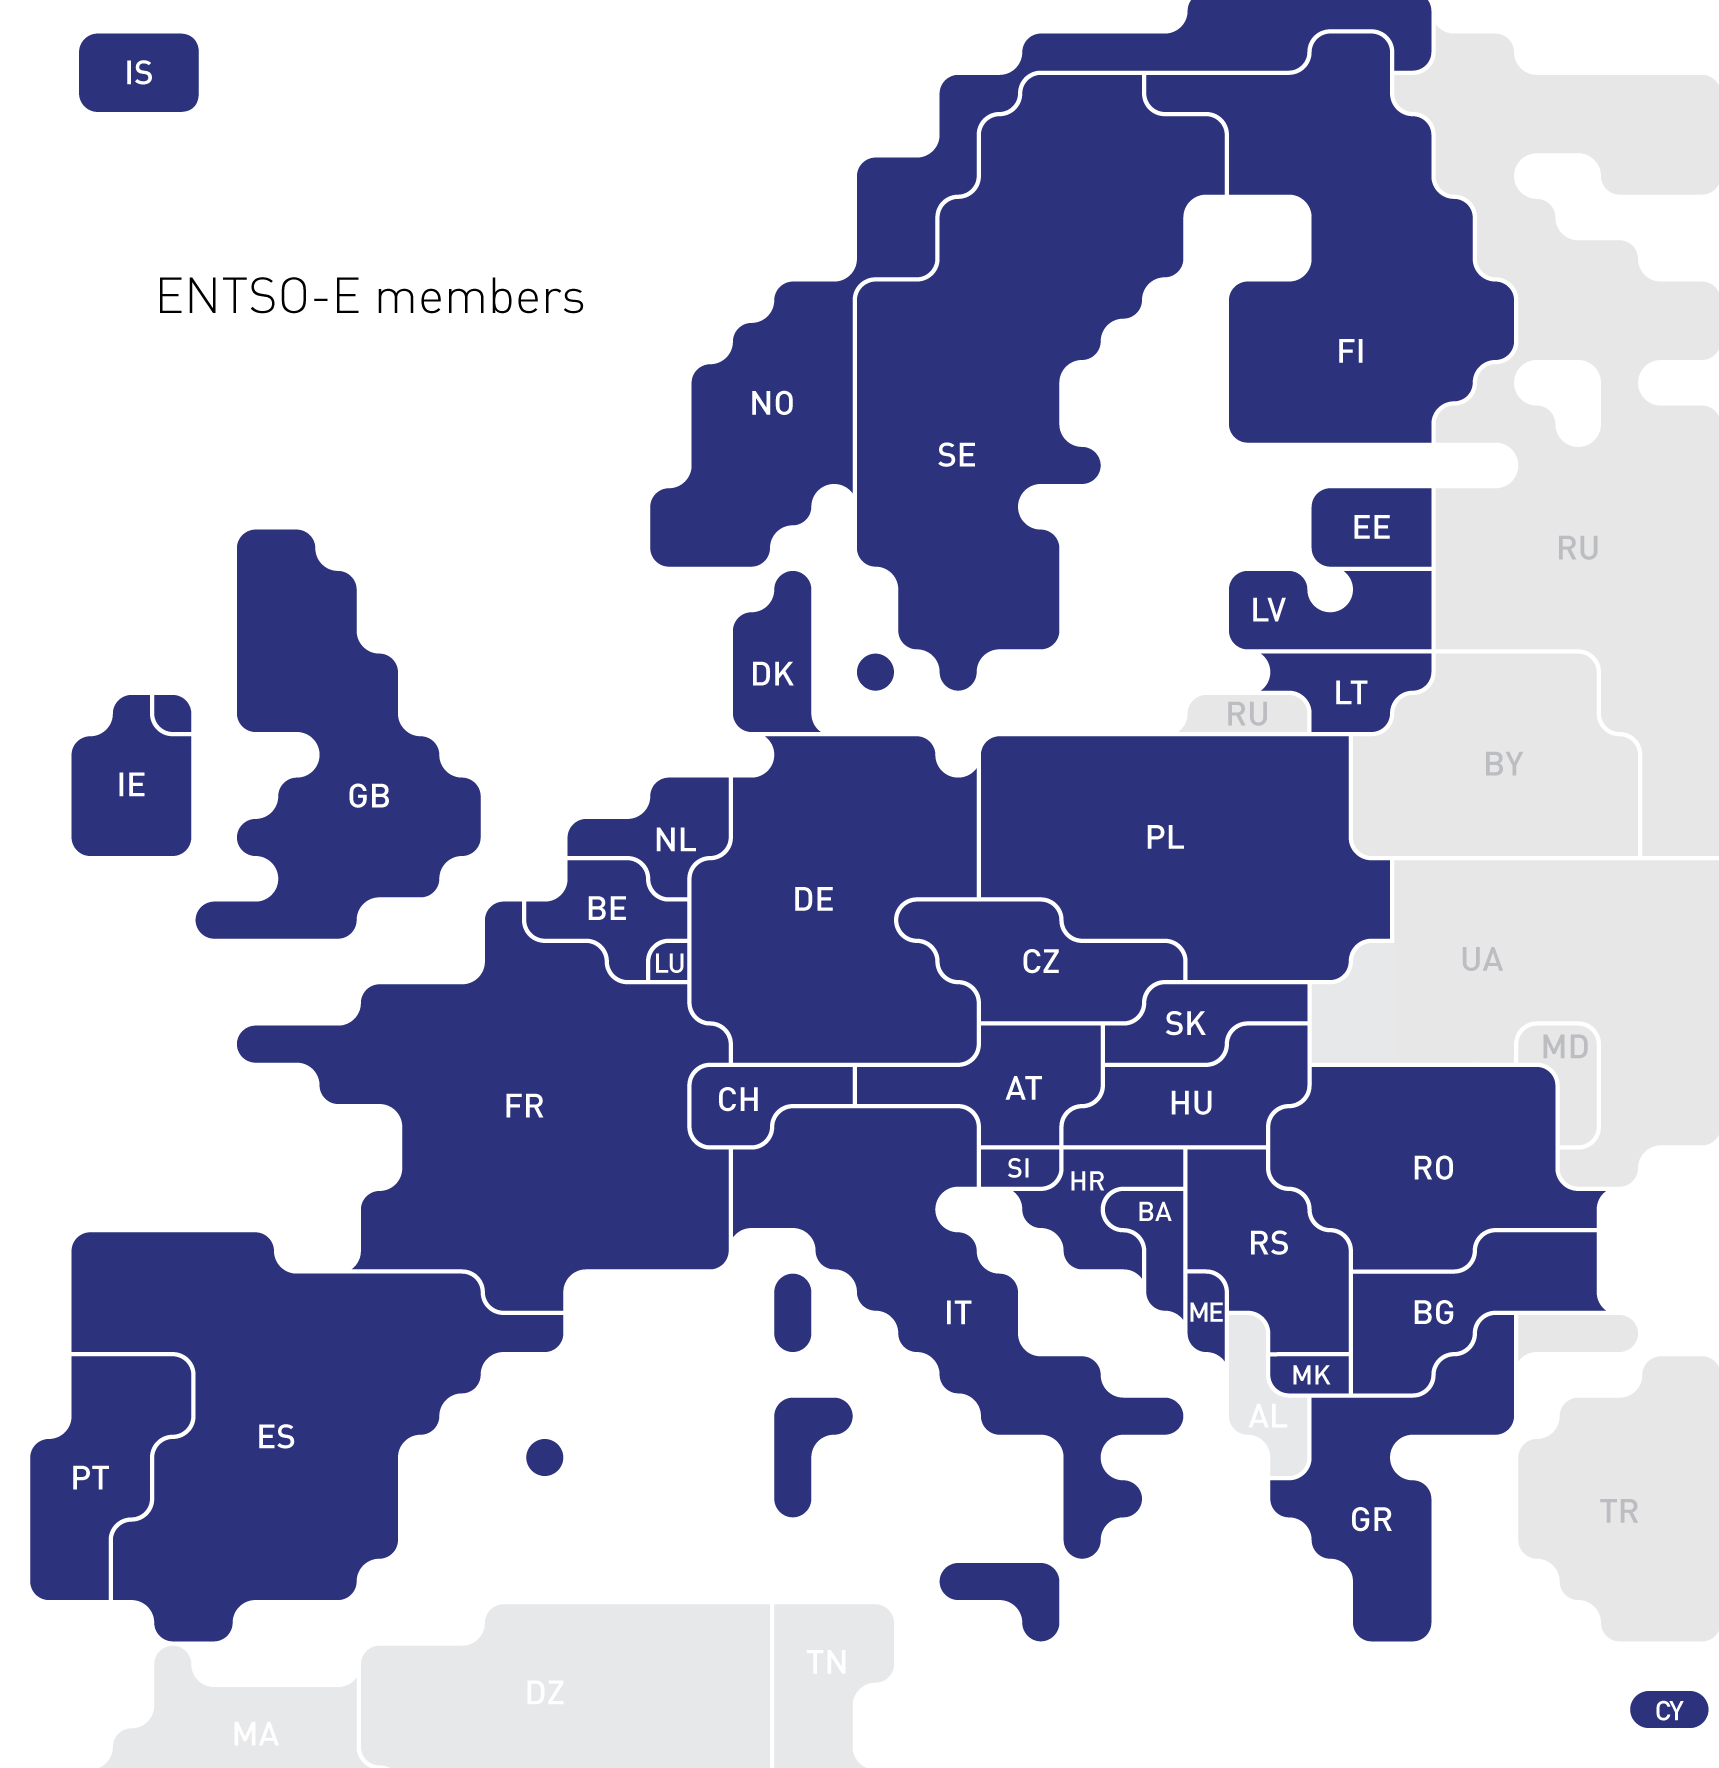 IS
ENTSO-E members
FI
NO
SE
EE
RU
LV
DK
LT
RU
BY
IE
GB
NL
PL
DE
BE
CZ
UA
LU
SK
MD
FR
CH
AT
HU
SI
HR
RO
BA
RS
IT
ME
BG
MK
AL
ES
PT
GR
TR
TN
DZ
MA
CY